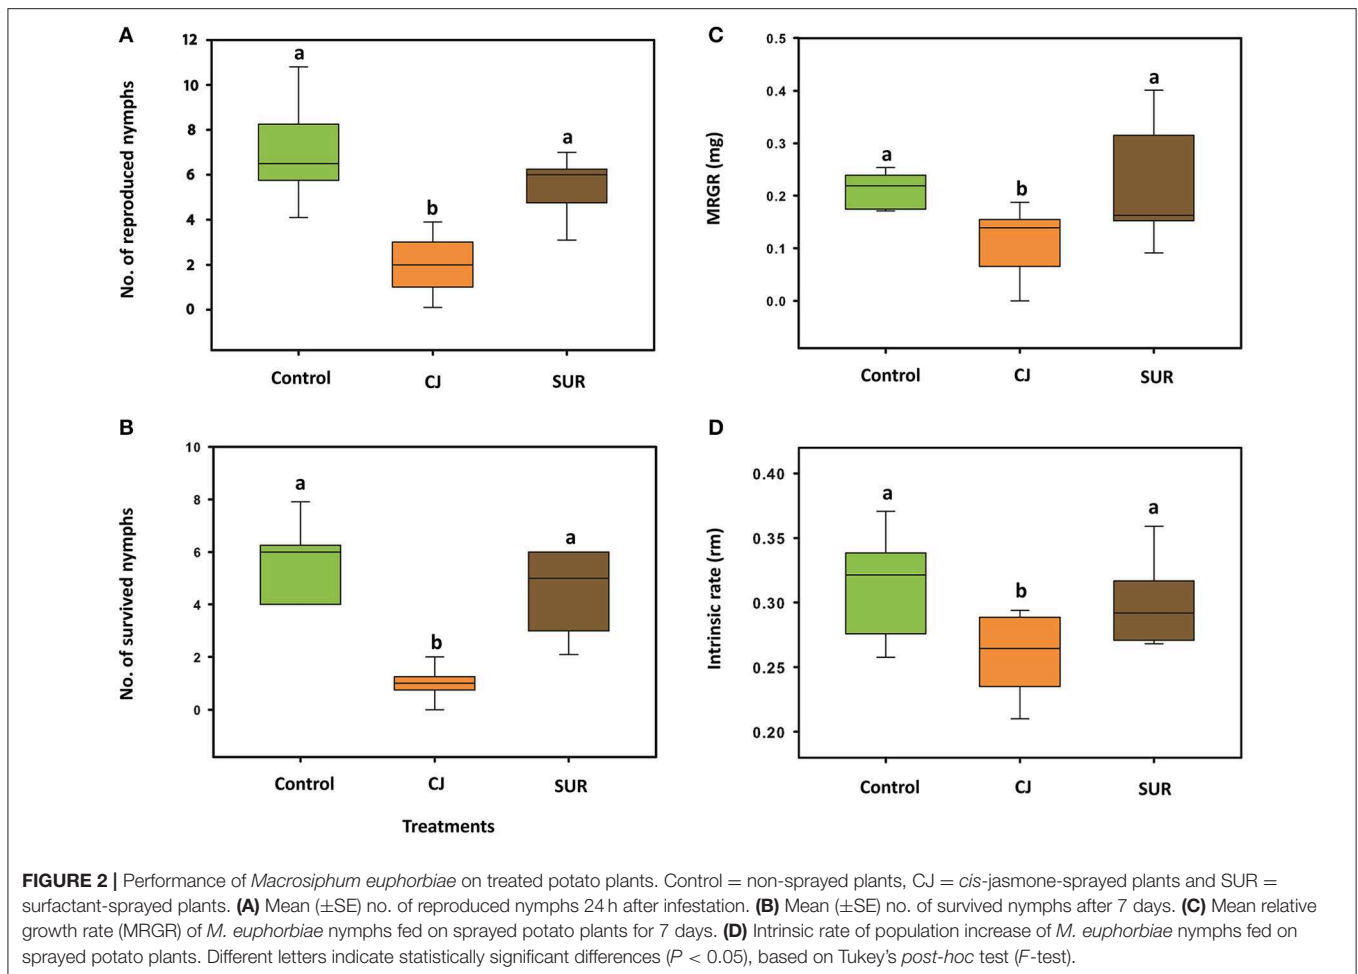 A
12
10
8
6
4
2
0
No. of reproduced nymphs
a
b
a
Control
CJ
SUR
C
0.5
0.4
0.3
0.2
0.1
0.0
MRGR (mg)
a
b
a
Control
CJ
SUR
B
10
8
6
4
2
0
No. of survived nymphs
a
b
a
Control
CJ
SUR
Treatments
D
0.40
0.35
0.30
0.25
0.20
Intrinsic rate (rm)
a
b
a
Control
CJ
SUR
FIGURE 2 | Performance of Macrosiphum euphorbiae on treated potato plants. Control = non-sprayed plants, CJ = cis-jasmone-sprayed plants and SUR =
surfactant-sprayed plants. (A) Mean (±SE) no. of reproduced nymphs 24 h after infestation. (B) Mean (±SE) no. of survived nymphs after 7 days. (C) Mean relative
growth rate (MRGR) of M. euphorbiae nymphs fed on sprayed potato plants for 7 days. (D) Intrinsic rate of population increase of M. euphorbiae nymphs fed on
sprayed potato plants. Different letters indicate statistically significant differences (P < 0.05), based on Tukey's post-hoc test (F-test).